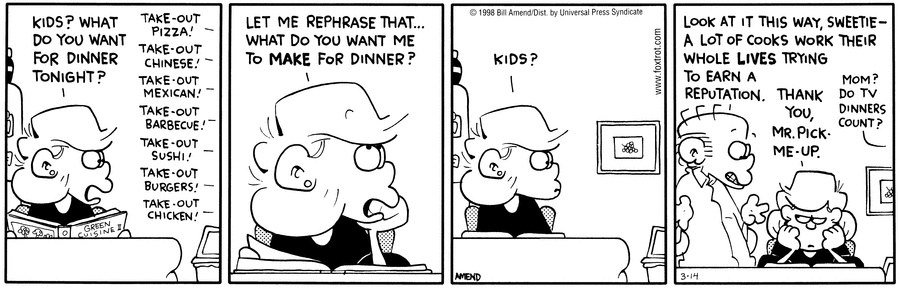 KIDS? WHAT
DO YOU WANT
FOR DINNER
TONIGHT?
TAKE-OUT
PIZZA!
TAKE-OUT
CHINESE!
TAKE-OUT
MEXICAN!
TAKE-OUT
BARBECUE!
TAKE-OUT
SUSHI!
TAKE-OUT
BURGERS!
TAKE-OUT
CHICKEN!
GREEN
CUISINE II
LET ME REPHRASE THAT...
WHAT DO YOU WANT ME
TO MAKE FOR DINNER?
© 1998 Bill Amend/Dist. by Universal Press Syndicate
www.foxtrot.com
KIDS?
AMEND
LOOK AT IT THIS WAY, SWEETIE–
A LOT OF COOKS WORK THEIR
WHOLE LIVES TRYING
TO EARN A
REPUTATION.
THANK
YOU,
MR. PICK-
ME-UP.
MOM?
DO TV
DINNERS
COUNT?
3-14